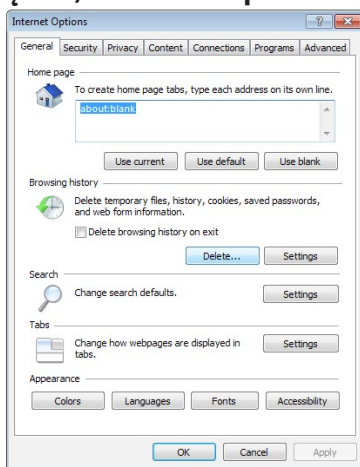 Internet Options
General Security Privacy Content Connections Programs Advanced
Home page
To create home page tabs, type each address on its own line.
about:blank
Use current Use default Use blank
Browsing history
Delete temporary files, history, cookies, saved passwords,
and web form information.
Delete browsing history on exit
Delete... Settings
Search
Change search defaults. Settings
Tabs
Change how webpages are displayed in
tabs.
Settings
Appearance
Colors Languages Fonts Accessibility
OK Cancel Apply